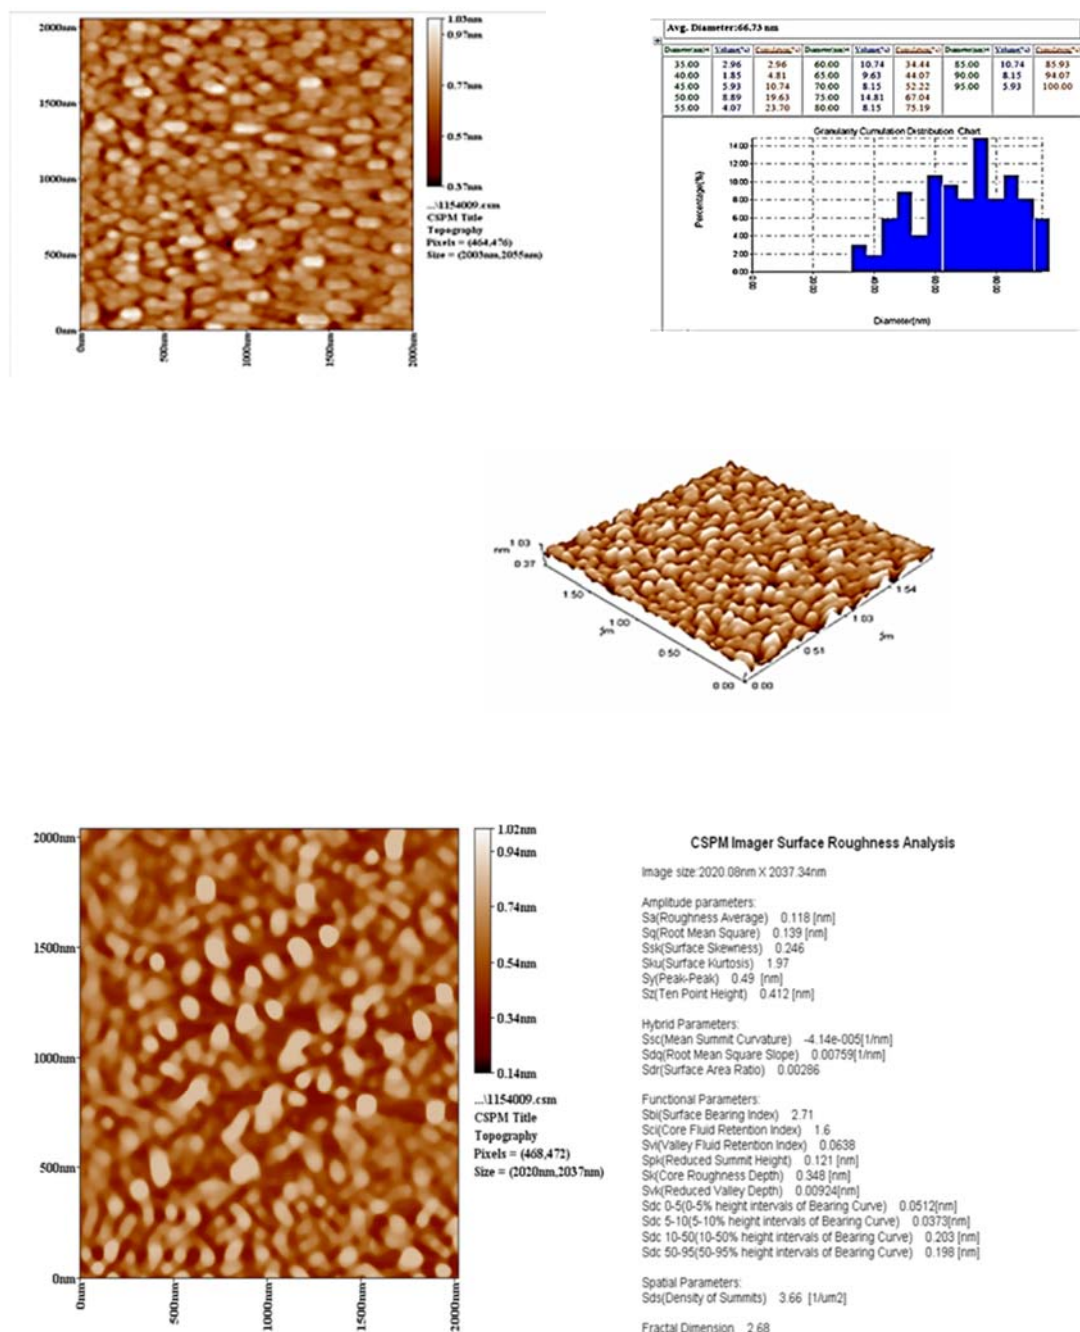 2000nm
1500nm
1000nm
500nm
0nm
0nm
500nm
1000nm
1500nm
2000nm
1.03nm
0.97nm
0.77nm
0.57nm
0.37nm
...\1154009.csm
CSPM Title
Topography
Pixels = (464,476)
Size = (2003nm,2055nm)
Avg. Diameter:66.73 nm
35.00 2.96 2.96 60.00 10.74 34.44 85.00 10.74 85.93
40.00 1.85 4.81 65.00 9.63 44.07 90.00 8.15 94.07
45.00 5.93 10.74 70.00 8.15 52.22 95.00 5.93 100.00
50.00 8.89 19.63 75.00 14.81 67.04
55.00 4.07 23.70 80.00 8.15 75.19
Granularity Cumulation Distribution Chart
Percentage(%)
14.00
12.00
10.00
8.00
6.00
4.00
2.00
0.00
Diameter(nm)
nm 1.03
0.37
1.50
1.00
0.50
0.00
0.00
0.51
1.03
1.54
2000nm
1500nm
1000nm
500nm
0nm
0nm
500nm
1000nm
1500nm
2000nm
1.02nm
0.94nm
0.74nm
0.54nm
0.34nm
0.14nm
...\1154009.csm
CSPM Title
Topography
Pixels = (468,472)
Size = (2020nm,2037nm)
CSPM Imager Surface Roughness Analysis
Image size:2020.08nm X 2037.34nm
Amplitude parameters:
Sa(Roughness Average) 0.118 [nm]
Sq(Root Mean Square) 0.139 [nm]
Ssk(Surface Skewness) 0.246
Sku(Surface Kurtosis) 1.97
Sy(Peak-Peak) 0.49 [nm]
Sz(Ten Point Height) 0.412 [nm]
Hybrid Parameters:
Ssc(Mean Summit Curvature) -4.14e-005[1/nm]
Sdq(Root Mean Square Slope) 0.00759[1/nm]
Sdr(Surface Area Ratio) 0.00286
Functional Parameters:
Sbi(Surface Bearing Index) 2.71
Sci(Core Fluid Retention Index) 1.6
Svi(Valley Fluid Retention Index) 0.0638
Spk(Reduced Summit Height) 0.121 [nm]
Sk(Core Roughness Depth) 0.348 [nm]
Svk(Reduced Valley Depth) 0.00924[nm]
Sdc 0-5(0-5% height intervals of Bearing Curve) 0.0512[nm]
Sdc 5-10(5-10% height intervals of Bearing Curve) 0.0373[nm]
Sdc 10-50(10-50% height intervals of Bearing Curve) 0.203 [nm]
Sdc 50-95(50-95% height intervals of Bearing Curve) 0.198 [nm]
Spatial Parameters:
Sds(Density of Summits) 3.66 [1/um2]
Fractal Dimension 2.68